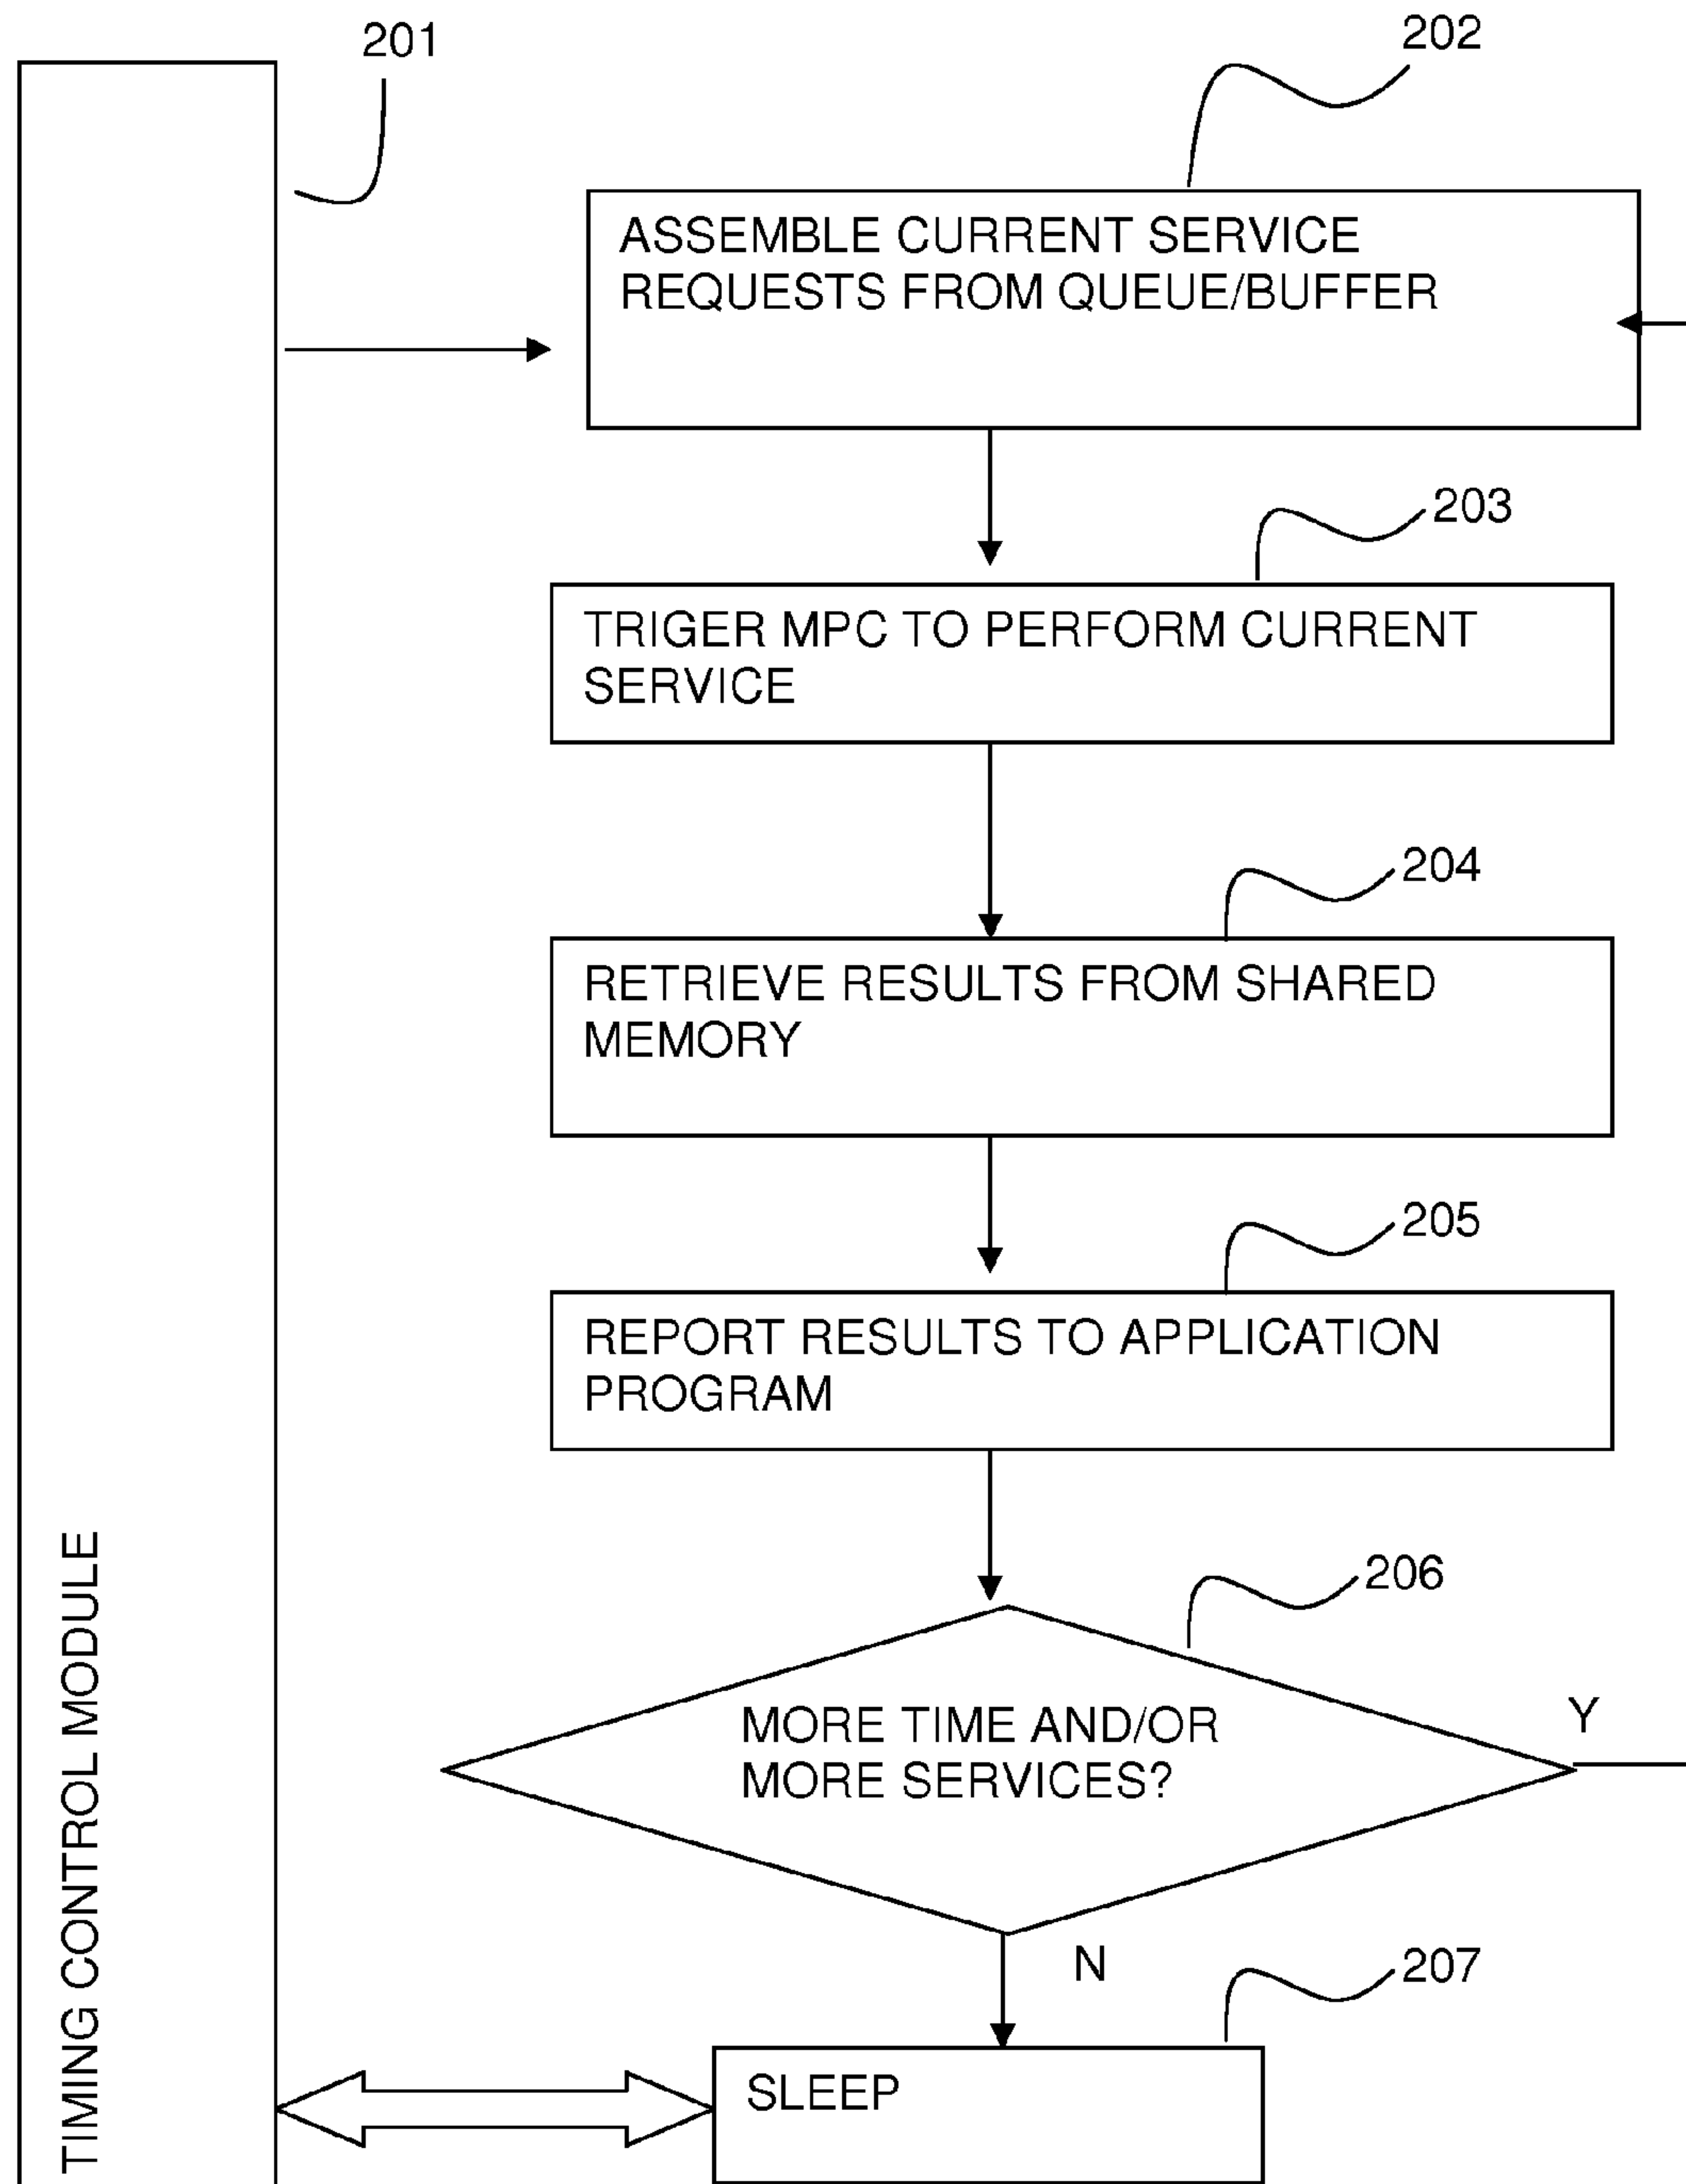 201
202
ASSEMBLE CURRENT SERVICE
REQUESTS FROM QUEUE/BUFFER
203
TRIGER MPC TO PERFORM CURRENT
SERVICE
204
RETRIEVE RESULTS FROM SHARED
MEMORY
205
REPORT RESULTS TO APPLICATION
PROGRAM
206
MORE TIME AND/OR
MORE SERVICES?
Y
N
207
SLEEP
TIMING CONTROL MODULE